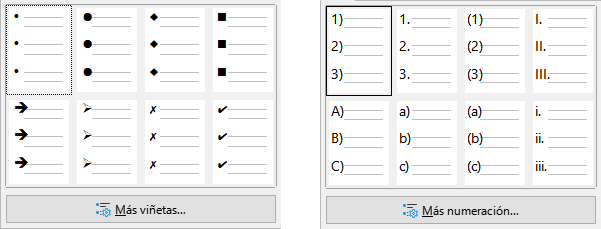 • • ◆ ■
• • ◆ ■
• • ◆ ■
➔ ➢ ✗ ✔
➔ ➢ ✗ ✔
➔ ➢ ✗ ✔
Más viñetas...
1) 1. (1) I.
2) 2. (2) II.
3) 3. (3) III.
A) a) (a) i.
B) b) (b) ii.
C) c) (c) iii.
Más numeración...